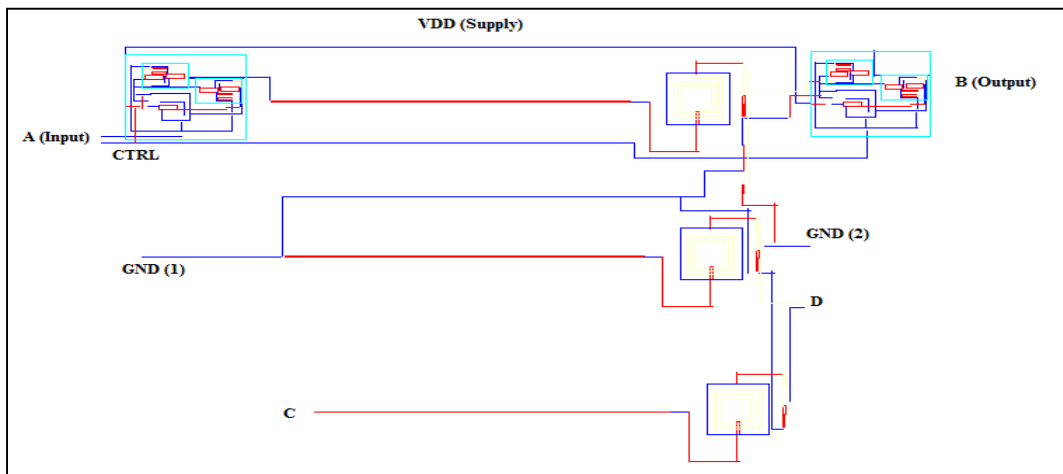 VDD (Supply)
B (Output)
A (Input)
CTRL
GND (2)
GND (1)
D
C